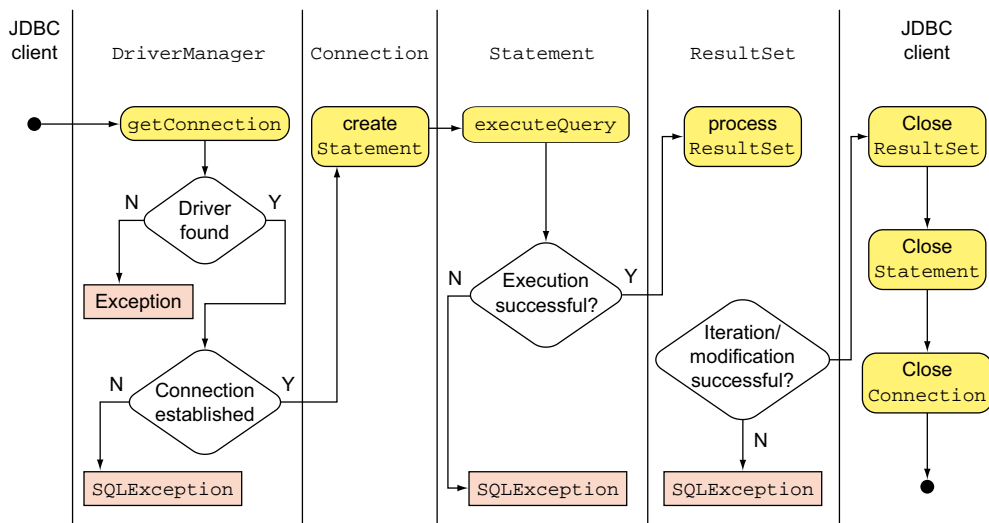 JDBC
client
DriverManager
Connection
Statement
ResultSet
JDBC
client
getConnection
create
Statement
executeQuery
process
ResultSet
Close
ResultSet
N
Driver
found
Y
Exception
N
Connection
established
Y
SQLException
N
Execution
successful?
Y
SQLException
Iteration/
modification
successful?
N
SQLException
Close
Statement
Close
Connection